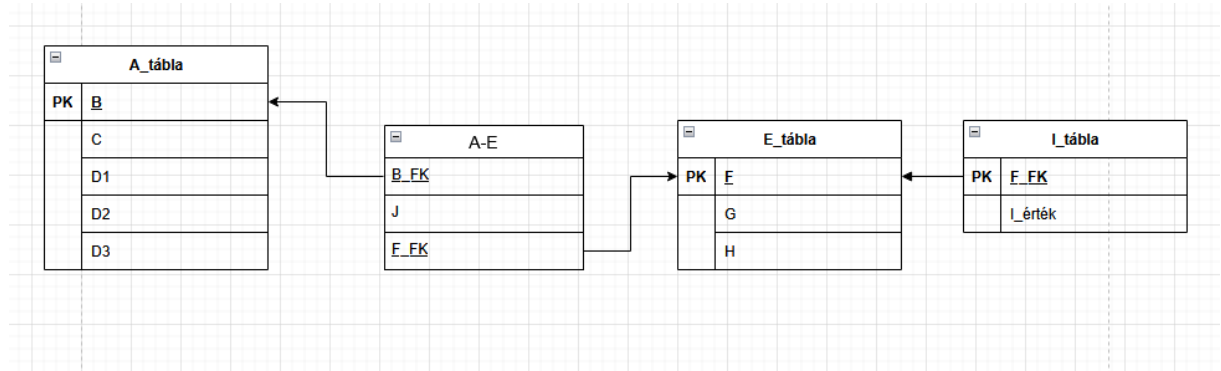 A_tábla
PK B
C
D1
D2
D3
A-E
B_FK
J
F_FK
E_tábla
PK F
G
H
I_tábla
PK F_FK
I_érték